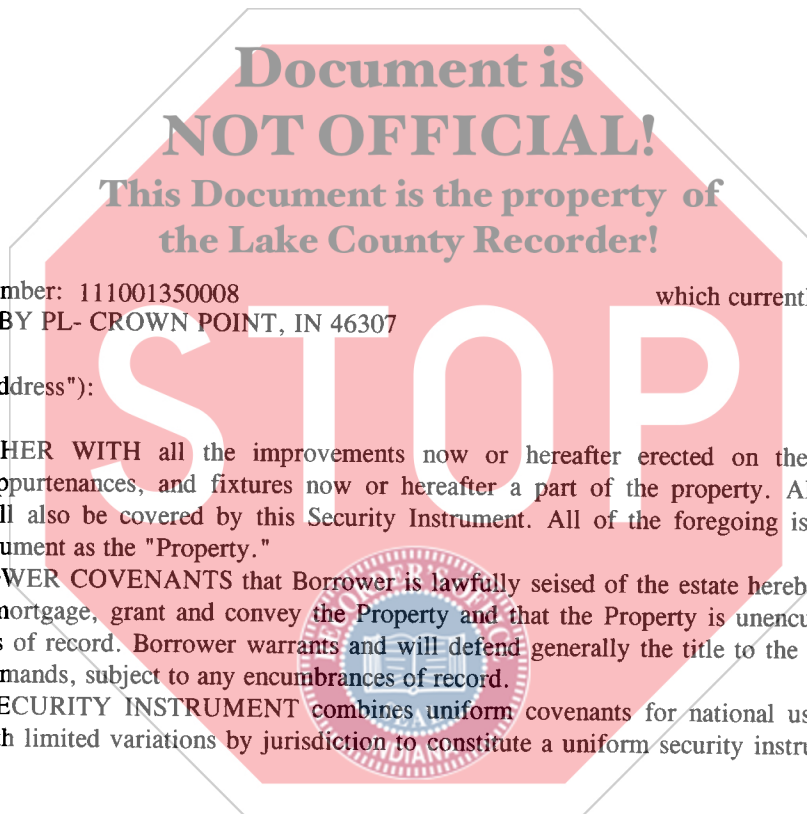 Document is
NOT OFFICIAL!
This Document is the property of
the Lake County Recorder!
mber: 111001350008 which currentl
BY PL- CROWN POINT, IN 46307
ddress"):
STOP
HER WITH all the improvements now or hereafter erected on the
ppurtenances, and fixtures now or hereafter a part of the property. Al
ll also be covered by this Security Instrument. All of the foregoing is
ument as the "Property."
WER COVENANTS that Borrower is lawfully seised of the estate hereb
mortgage, grant and convey the Property and that the Property is unencu
s of record. Borrower warrants and will defend generally the title to the
mands, subject to any encumbrances of record.
ECURITY INSTRUMENT combines uniform covenants for national us
h limited variations by jurisdiction to constitute a uniform security instru
INDIANA